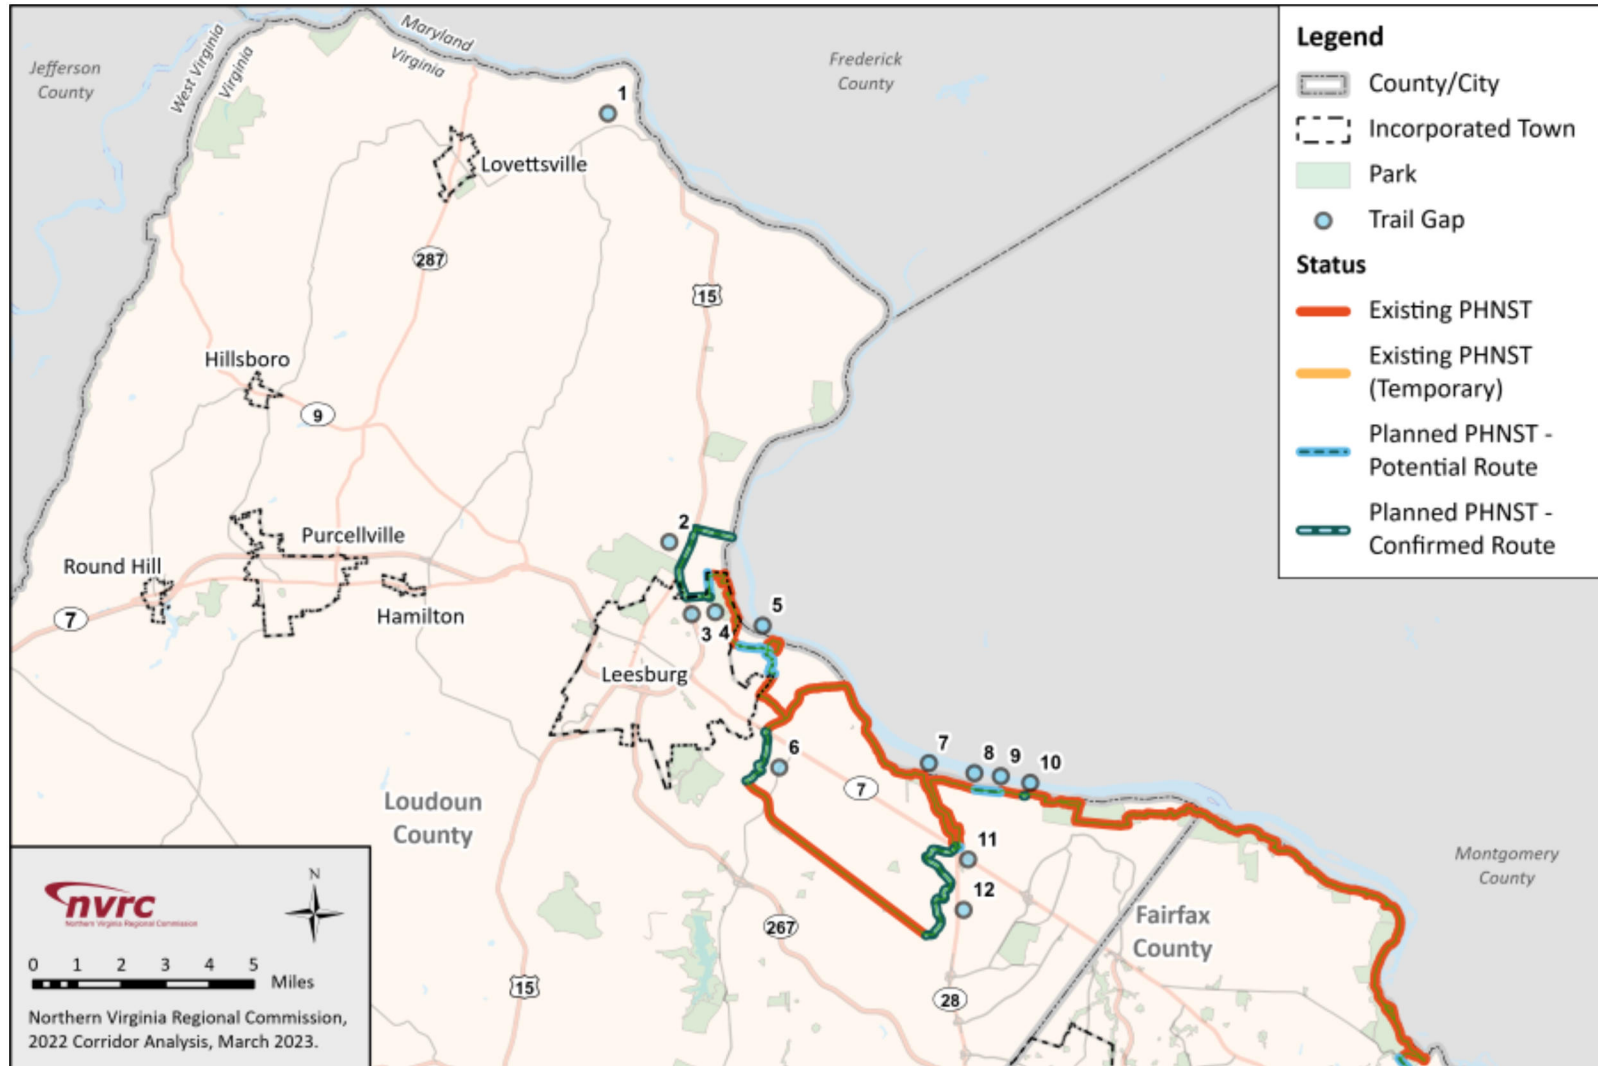 Maryland
Virginia
West Virginia
Virginia
Jefferson
County
Frederick
County
1
Lovettsville
287
15
Hillsboro
9
2
Purcellville
Round Hill
7
Hamilton
3
4
5
Leesburg
6
7
8
9
10
7
Loudoun
County
11
12
Montgomery
County
Fairfax
County
267
15
28
Legend
County/City
Incorporated Town
Park
Trail Gap
Status
Existing PHNST
Existing PHNST
(Temporary)
Planned PHNST -
Potential Route
Planned PHNST -
Confirmed Route
nvrc
Northern Virginia Regional Commission
N
0 1 2 3 4 5
Miles
Northern Virginia Regional Commission,
2022 Corridor Analysis, March 2023.